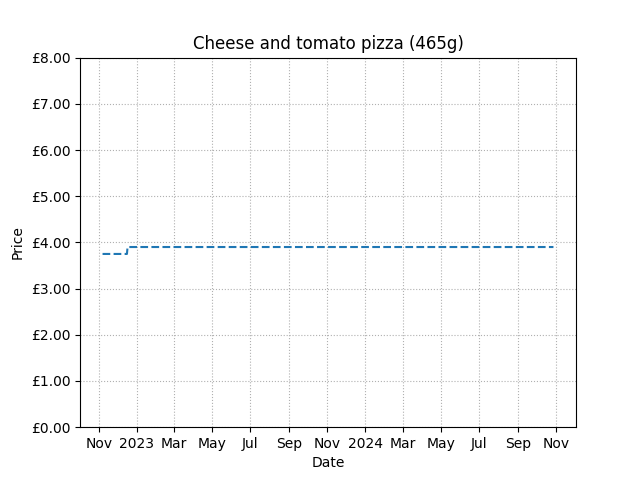 Cheese and tomato pizza (465g)
£8.00
£7.00
£6.00
£5.00
£4.00
£3.00
£2.00
£1.00
£0.00
Price
Nov 2023 Mar May Jul Sep Nov 2024 Mar May Jul Sep Nov
Date